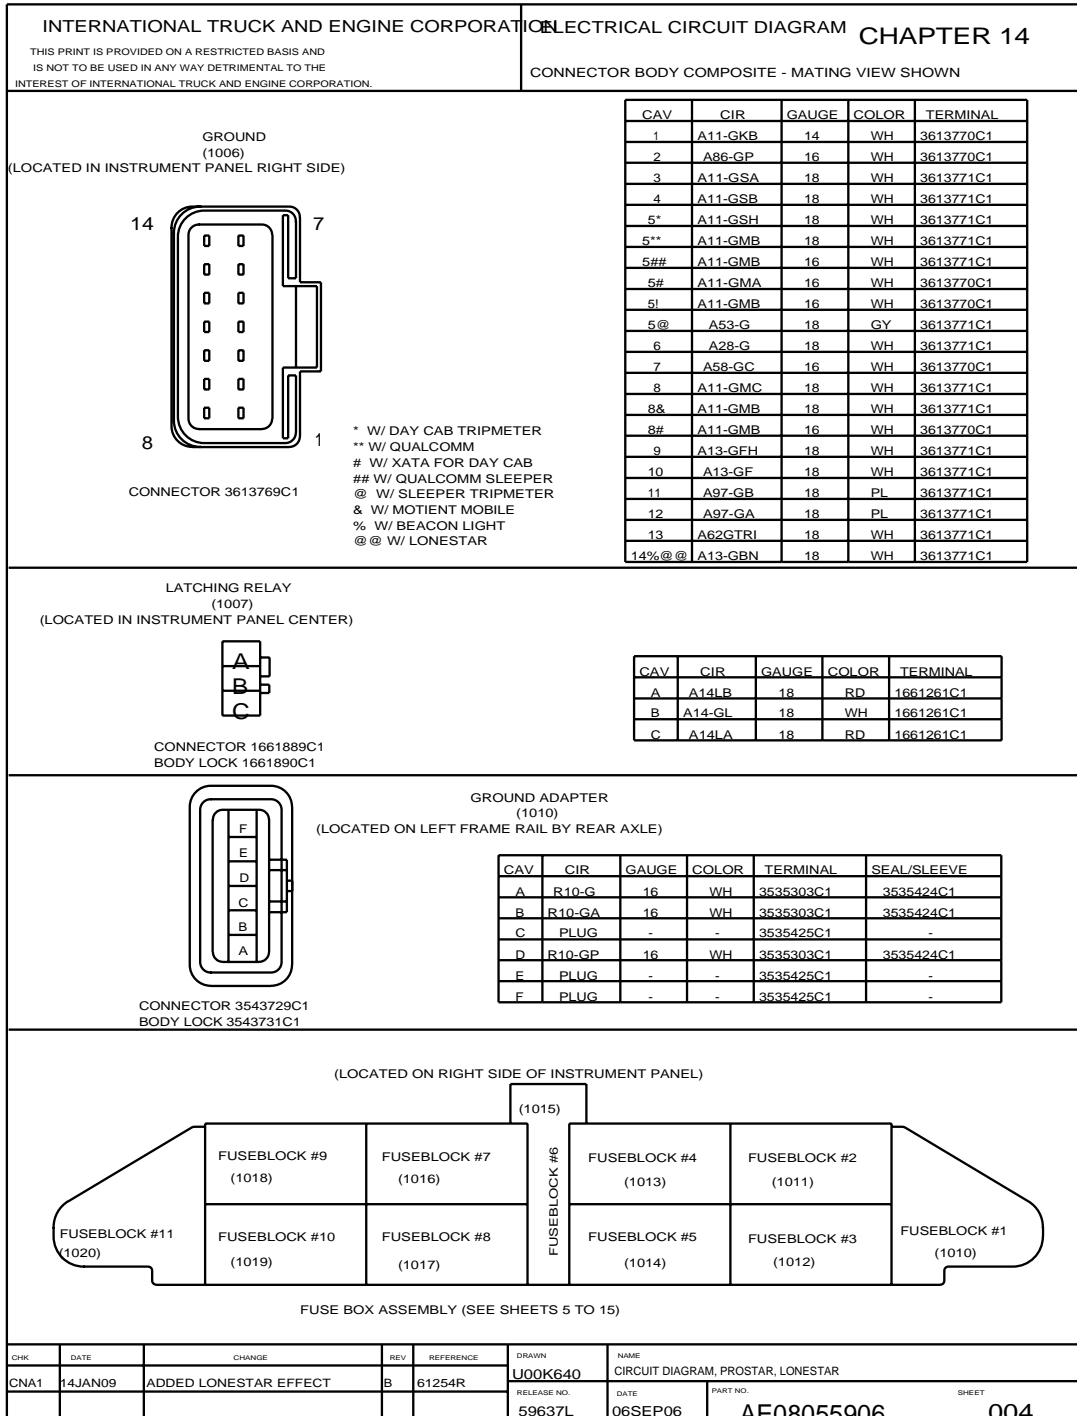 INTERNATIONAL TRUCK AND ENGINE CORPORATION
THIS PRINT IS PROVIDED ON A RESTRICTED BASIS AND
IS NOT TO BE USED IN ANY WAY DETRIMENTAL TO THE
INTEREST OF INTERNATIONAL TRUCK AND ENGINE CORPORATION.
ELECTRICAL CIRCUIT DIAGRAM CHAPTER 14
CONNECTOR BODY COMPOSITE - MATING VIEW SHOWN
GROUND
(1006)
(LOCATED IN INSTRUMENT PANEL RIGHT SIDE)
14 7
8 1
CONNECTOR 3613769C1
* W/ DAY CAB TRIPMETER
** W/ QUALCOMM
# W/ XATA FOR DAY CAB
## W/ QUALCOMM SLEEPER
@ W/ SLEEPER TRIPMETER
& W/ MOTIENT MOBILE
% W/ BEACON LIGHT
@@ W/ LONESTAR
CAV CIR GAUGE COLOR TERMINAL
1 A11-GKB 14 WH 3613770C1
2 A86-GP 16 WH 3613770C1
3 A11-GSA 18 WH 3613771C1
4 A11-GSB 18 WH 3613771C1
5* A11-GSH 18 WH 3613771C1
5** A11-GMB 18 WH 3613771C1
5## A11-GMB 16 WH 3613771C1
5# A11-GMA 16 WH 3613770C1
5! A11-GMB 16 WH 3613770C1
5@ A53-G 18 GY 3613771C1
6 A28-G 18 WH 3613771C1
7 A58-GC 16 WH 3613770C1
8 A11-GMC 18 WH 3613771C1
8& A11-GMB 18 WH 3613771C1
8# A11-GMB 16 WH 3613770C1
9 A13-GFH 18 WH 3613771C1
10 A13-GF 18 WH 3613771C1
11 A97-GB 18 PL 3613771C1
12 A97-GA 18 PL 3613771C1
13 A62GTRI 18 WH 3613771C1
14%@@ A13-GBN 18 WH 3613771C1
LATCHING RELAY
(1007)
(LOCATED IN INSTRUMENT PANEL CENTER)
A
B
C
CONNECTOR 1661889C1
BODY LOCK 1661890C1
CAV CIR GAUGE COLOR TERMINAL
A A14LB 18 RD 1661261C1
B A14-GL 18 WH 1661261C1
C A14LA 18 RD 1661261C1
GROUND ADAPTER
(1010)
(LOCATED ON LEFT FRAME RAIL BY REAR AXLE)
F
E
D
C
B
A
CONNECTOR 3543729C1
BODY LOCK 3543731C1
CAV CIR GAUGE COLOR TERMINAL SEAL/SLEEVE
A R10-G 16 WH 3535303C1 3535424C1
B R10-GA 16 WH 3535303C1 3535424C1
C PLUG - - 3535425C1 -
D R10-GP 16 WH 3535303C1 3535424C1
E PLUG - - 3535425C1 -
F PLUG - - 3535425C1 -
(LOCATED ON RIGHT SIDE OF INSTRUMENT PANEL)
(1015)
FUSEBLOCK #6
FUSEBLOCK #9
(1018)
FUSEBLOCK #7
(1016)
FUSEBLOCK #4
(1013)
FUSEBLOCK #2
(1011)
FUSEBLOCK #11
(1020)
FUSEBLOCK #10
(1019)
FUSEBLOCK #8
(1017)
FUSEBLOCK #5
(1014)
FUSEBLOCK #3
(1012)
FUSEBLOCK #1
(1010)
FUSE BOX ASSEMBLY (SEE SHEETS 5 TO 15)
CHK DATE CHANGE REV REFERENCE
CNA1 14JAN09 ADDED LONESTAR EFFECT B 61254R
DRAWN
U00K640
NAME
CIRCUIT DIAGRAM, PROSTAR, LONESTAR
RELEASE NO.
59637L
DATE
06SEP06
PART NO.
AE08055906
SHEET
004